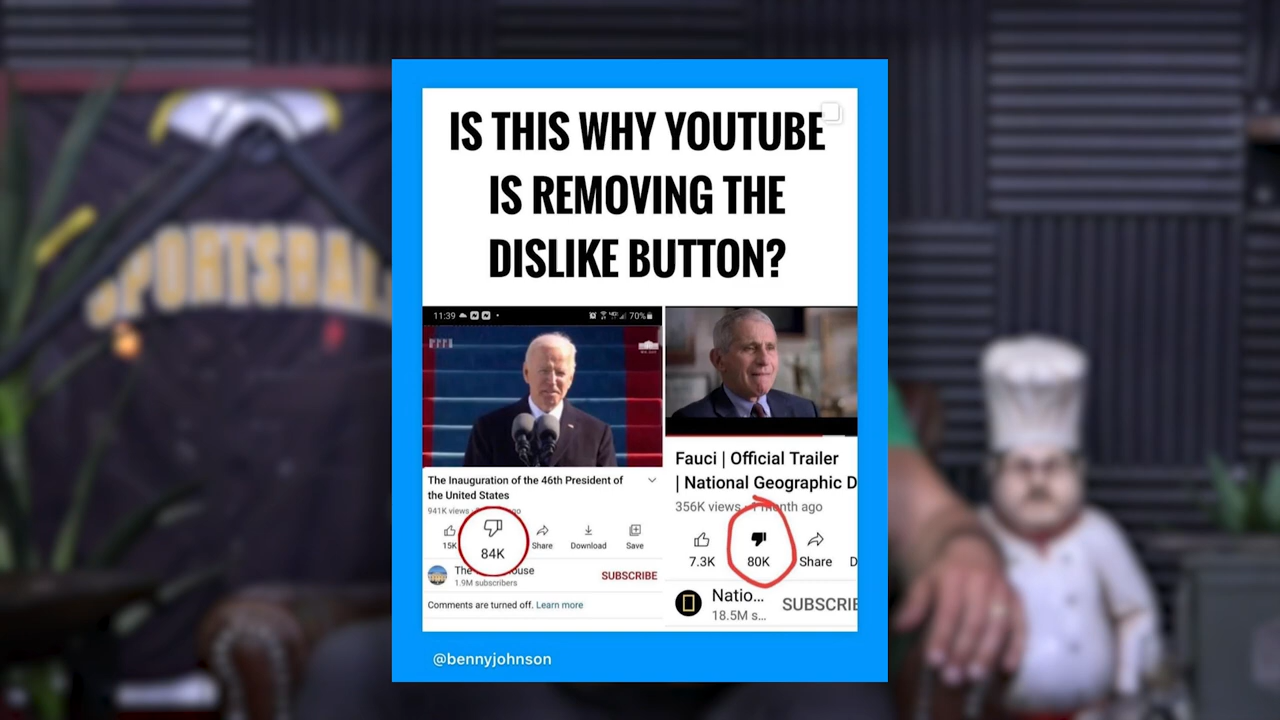 IS THIS WHY YOUTUBE
IS REMOVING THE
DISLIKE BUTTON?
11:39
70%
The Inauguration of the 46th President of
the United States
941K views
15K
84K
Share
Download
Save
1.9M subscribers
SUBSCRIBE
Comments are turned off. Learn more
Fauci | Official Trailer
| National Geographic D
356K views
month ago
7.3K
80K
Share
D
Natio...
18.5M s...
SUBSCRIB
@bennyjohnson
SPORTSBAL